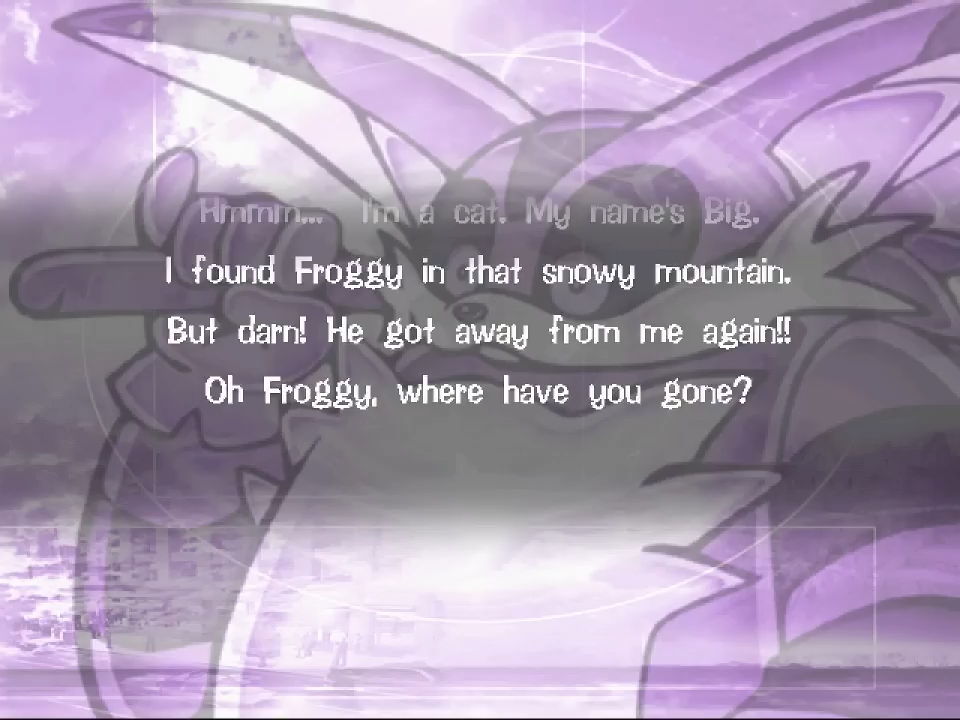 Hmmm... I'm a cat. My name's Big.
I found Froggy in that snowy mountain.
But darn! He got away from me again!!
Oh Froggy, where have you gone?